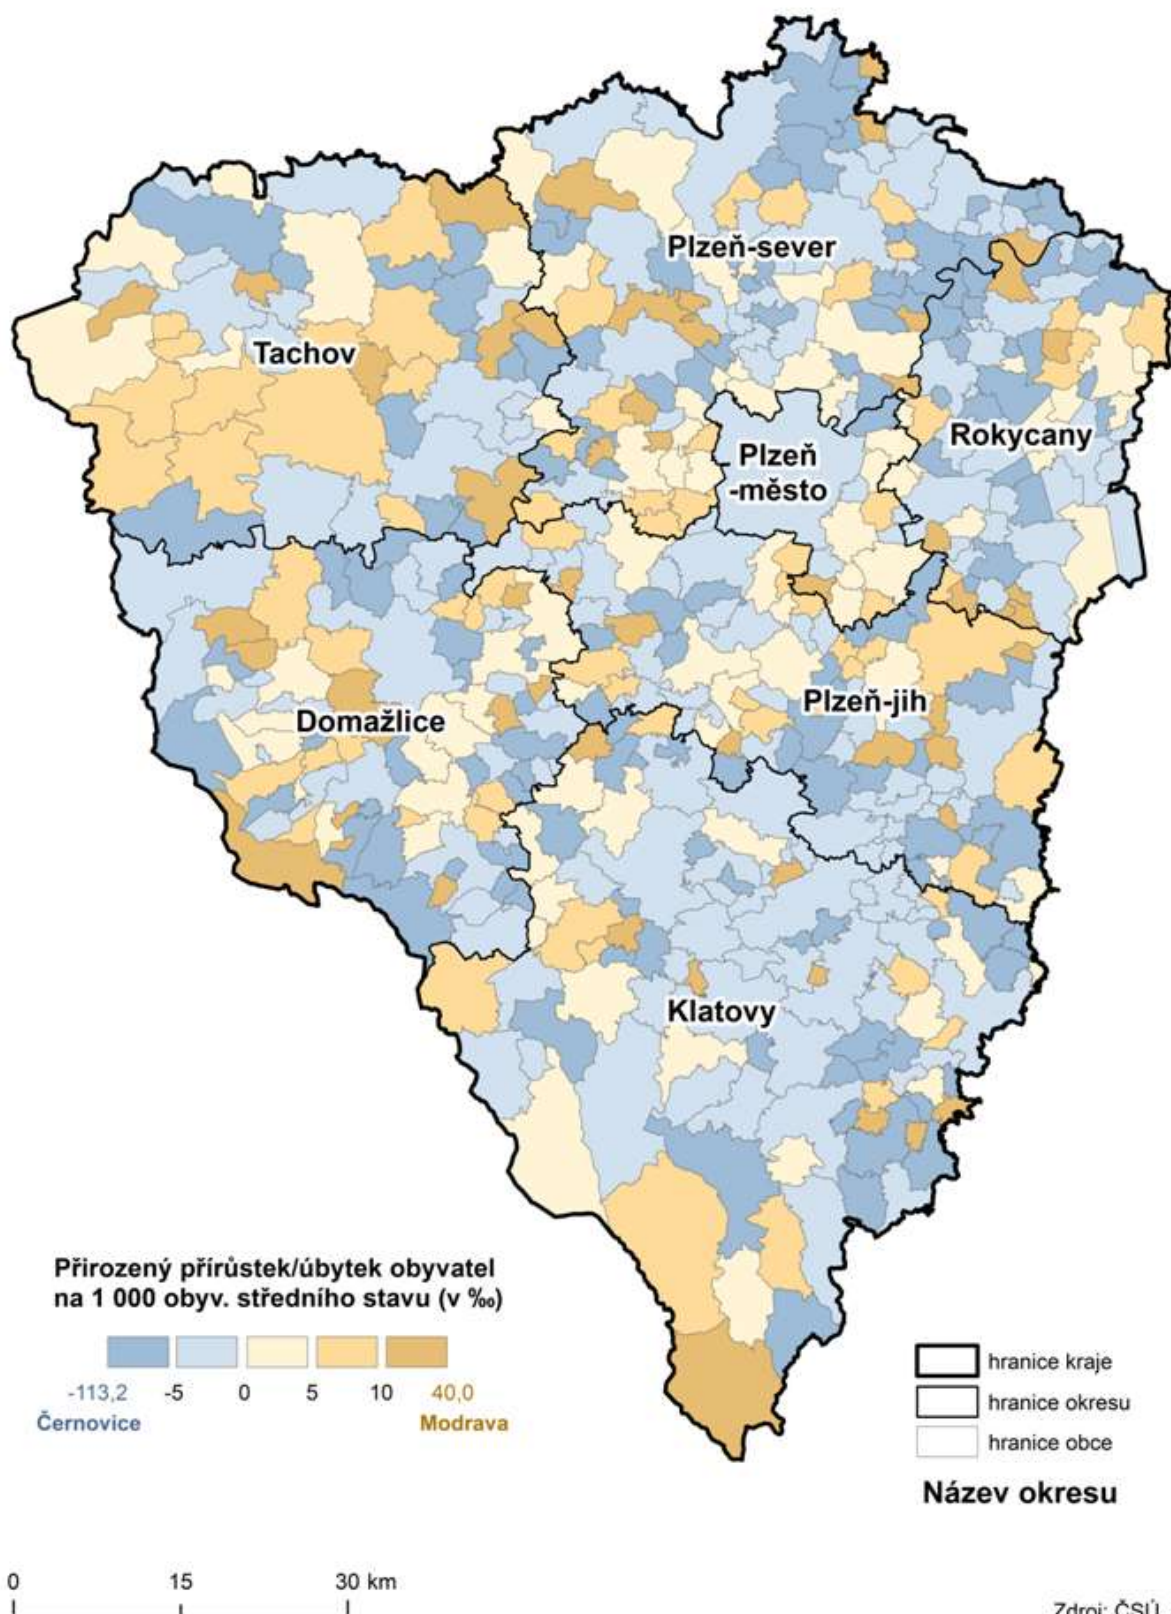 Plzeň-sever
Tachov
Rokycany
Plzeň
-město
Plzeň-jih
Domažlice
Klatovy
Přirozený přírůstek/úbytek obyvatel
na 1 000 obyv. středního stavu (v ‰)
-113,2 -5 0 5 10 40,0
Černovice Modrava
hranice kraje
hranice okresu
hranice obce
Název okresu
0 15 30 km
Zdroj: ČSÚ